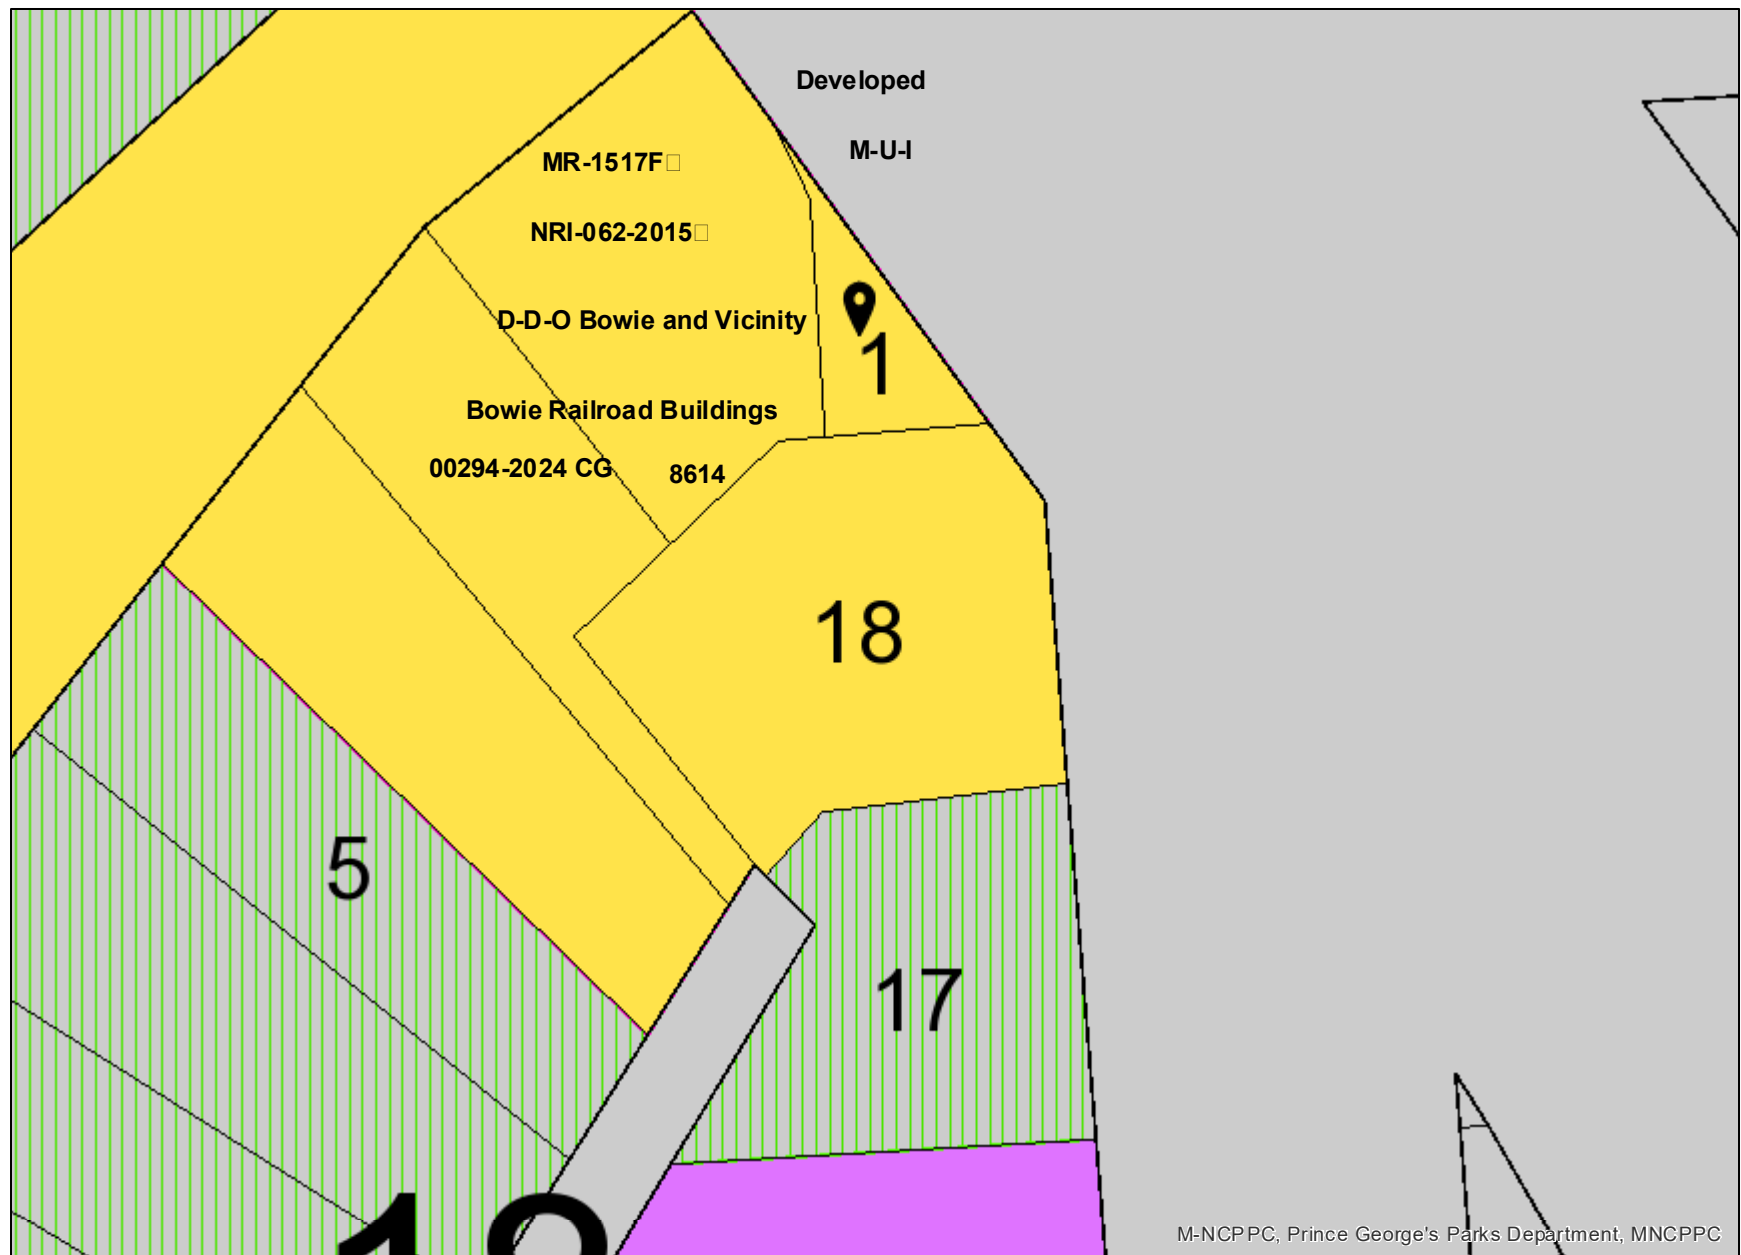 Developed
M-U-I
MR-1517F
NRI-062-2015
D-D-O Bowie and Vicinity
1
Bowie Railroad Buildings
00294-2024 CG
8614
18
5
17
M-NCPPC, Prince George's Parks Department, MNCPPC